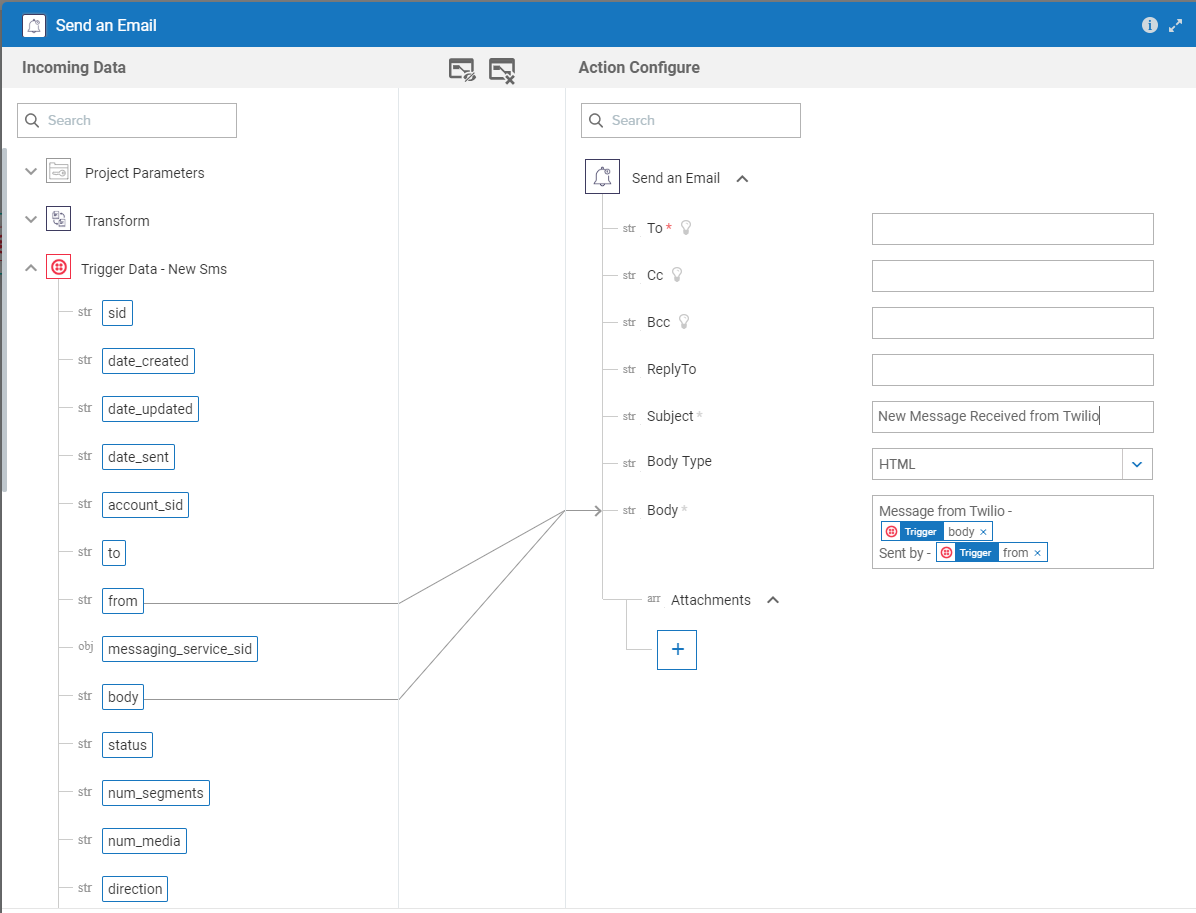 Send an Email
i
Incoming Data
Action Configure
Search
Search
Project Parameters
Transform
Trigger Data - New Sms
str sid
str date_created
str date_updated
str date_sent
str account_sid
str to
str from
obj messaging_service_sid
str body
str status
str num_segments
str num_media
str direction
Send an Email
str To *
str Cc
str Bcc
str ReplyTo
str Subject * New Message Received from Twilio
str Body Type HTML
str Body * Message from Twilio -
Trigger body ×
Sent by - Trigger from ×
arr Attachments
+